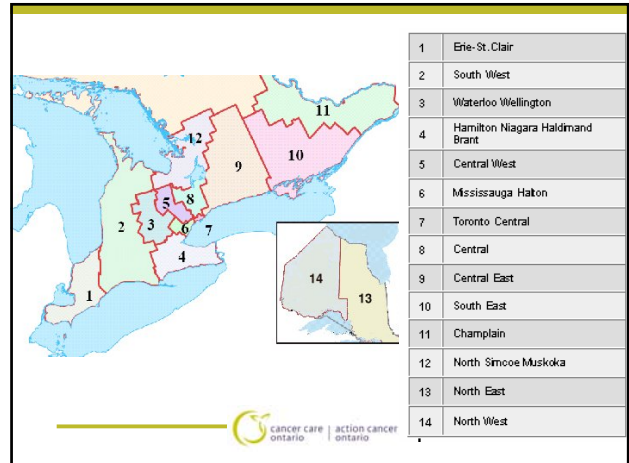 1 Erie-St.Clair
2 South West
3 Waterloo Wellington
4 Hamilton Niagara Haldimand
Brant
5 Central West
6 Mississauga Halton
7 Toronto Central
8 Central
9 Central East
10 South East
11 Champlain
12 North Simcoe Muskoka
13 North East
14 North West
11
12
10
9
8
5
3
2
6
7
4
1
14
13
cancer care | action cancer
ontario | ontario